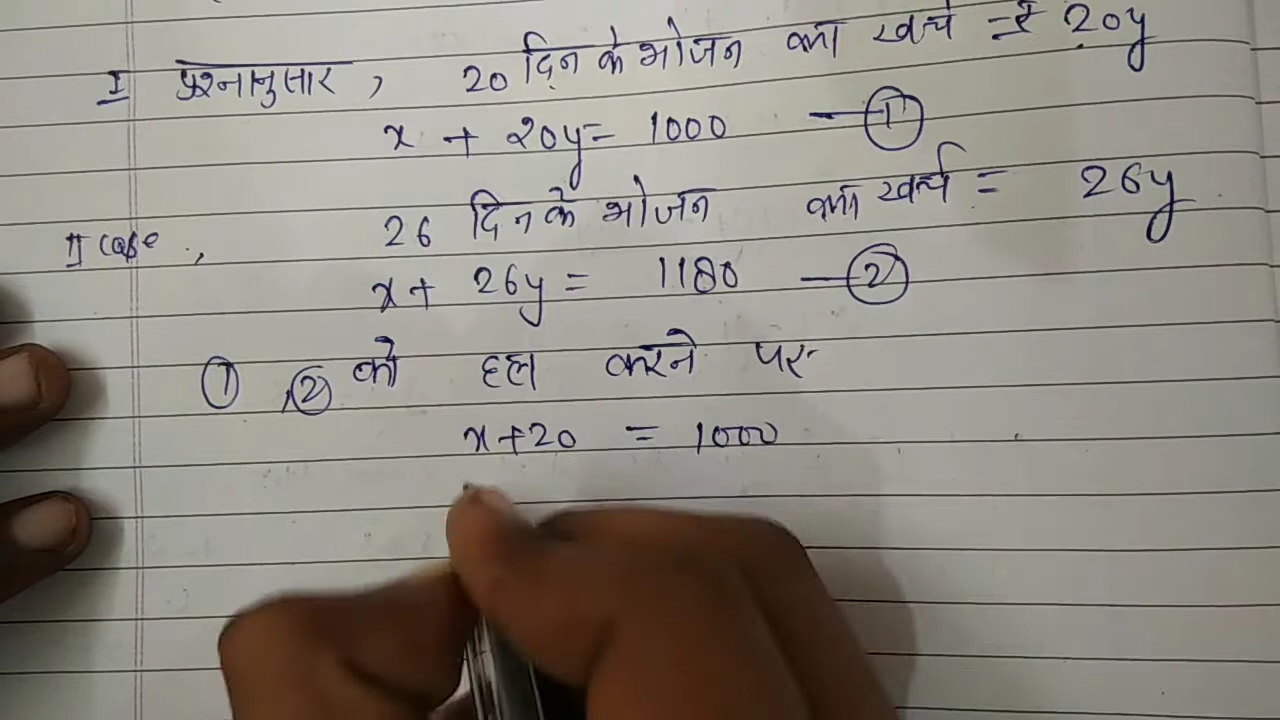 I प्रश्नानुसार, 20 दिन के भोजन का खर्च = ₹ 20y
x + 20y = 1000 —①
II case, 26 दिन के भोजन का खर्च = 26y
x + 26y = 1180 —②
① , ② को हल करने पर
x+20 = 1000